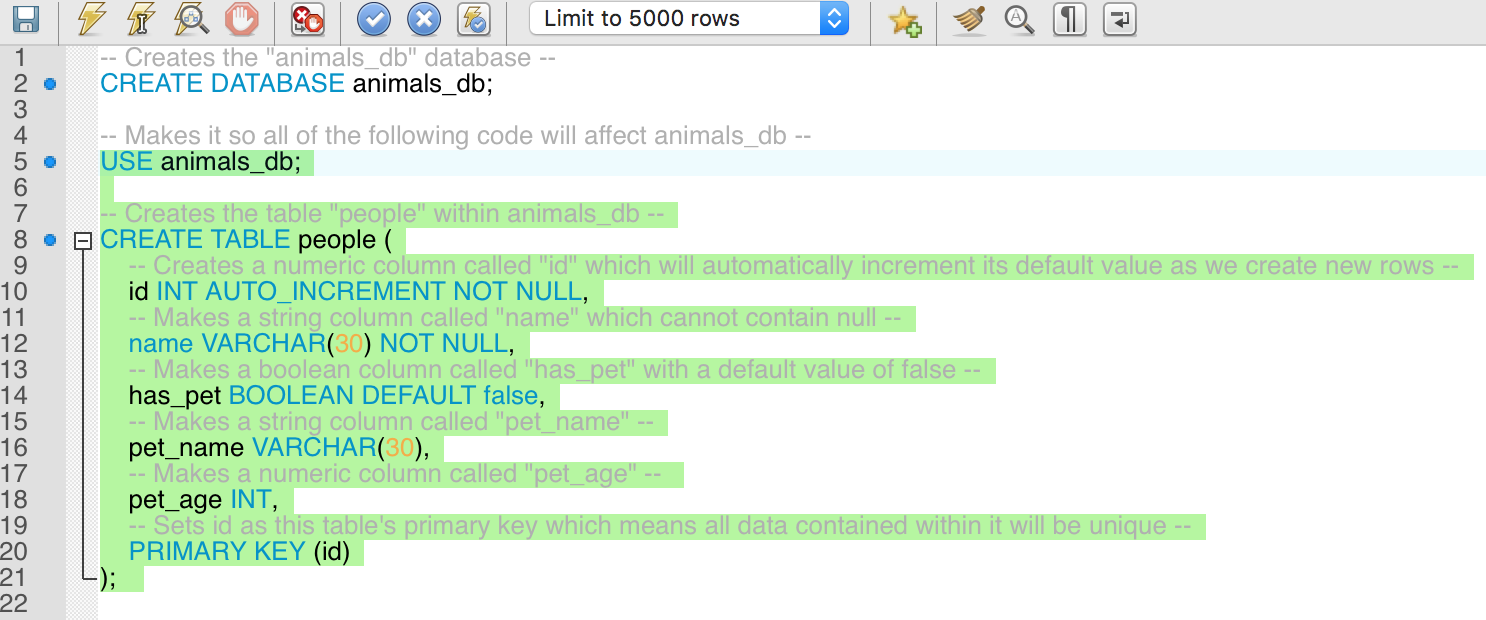 Limit to 5000 rows
1 -- Creates the "animals_db" database --
2 CREATE DATABASE animals_db;
3
4 -- Makes it so all of the following code will affect animals_db --
5 USE animals_db;
6
7 -- Creates the table "people" within animals_db --
8 CREATE TABLE people (
9 -- Creates a numeric column called "id" which will automatically increment its default value as we create new rows --
10 id INT AUTO_INCREMENT NOT NULL,
11 -- Makes a string column called "name" which cannot contain null --
12 name VARCHAR(30) NOT NULL,
13 -- Makes a boolean column called "has_pet" with a default value of false --
14 has_pet BOOLEAN DEFAULT false,
15 -- Makes a string column called "pet_name" --
16 pet_name VARCHAR(30),
17 -- Makes a numeric column called "pet_age" --
18 pet_age INT,
19 -- Sets id as this table's primary key which means all data contained within it will be unique --
20 PRIMARY KEY (id)
21 );
22